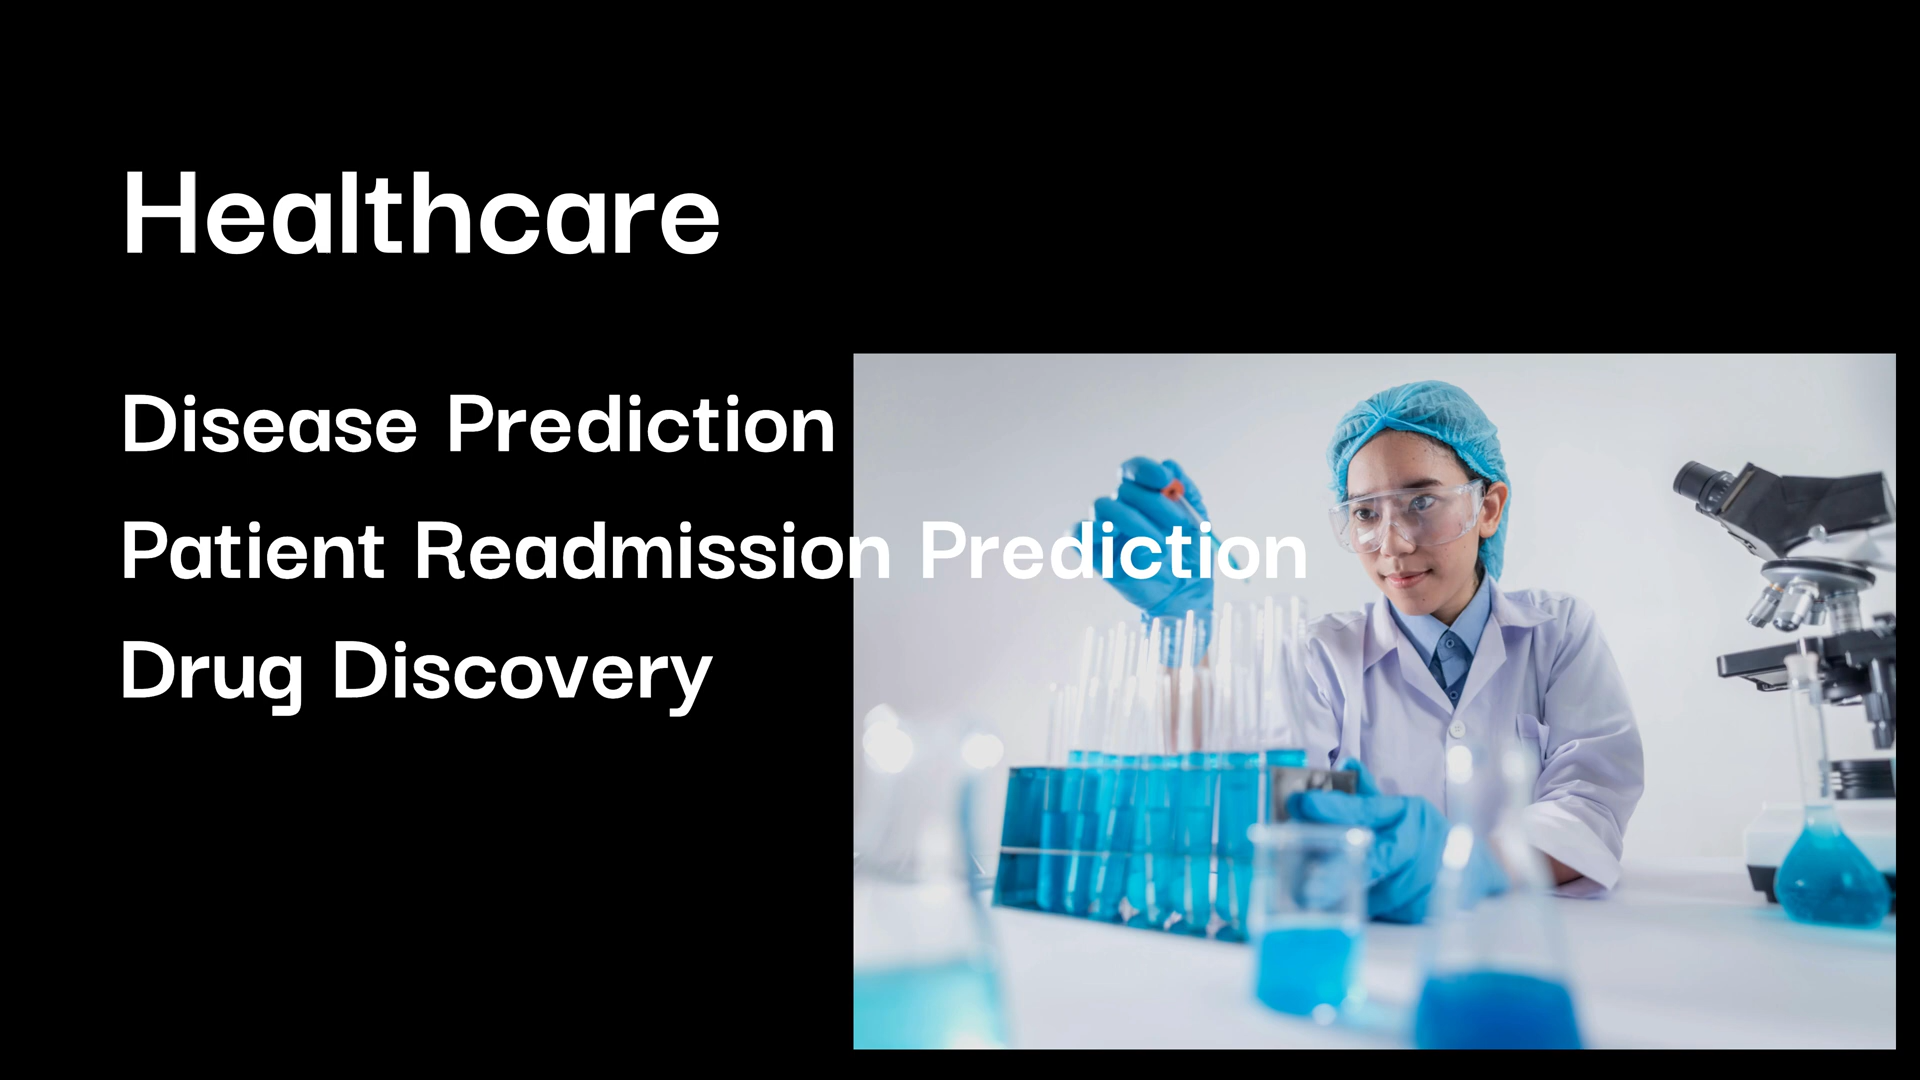 Healthcare
Disease Prediction
Patient Readmission Prediction
Drug Discovery